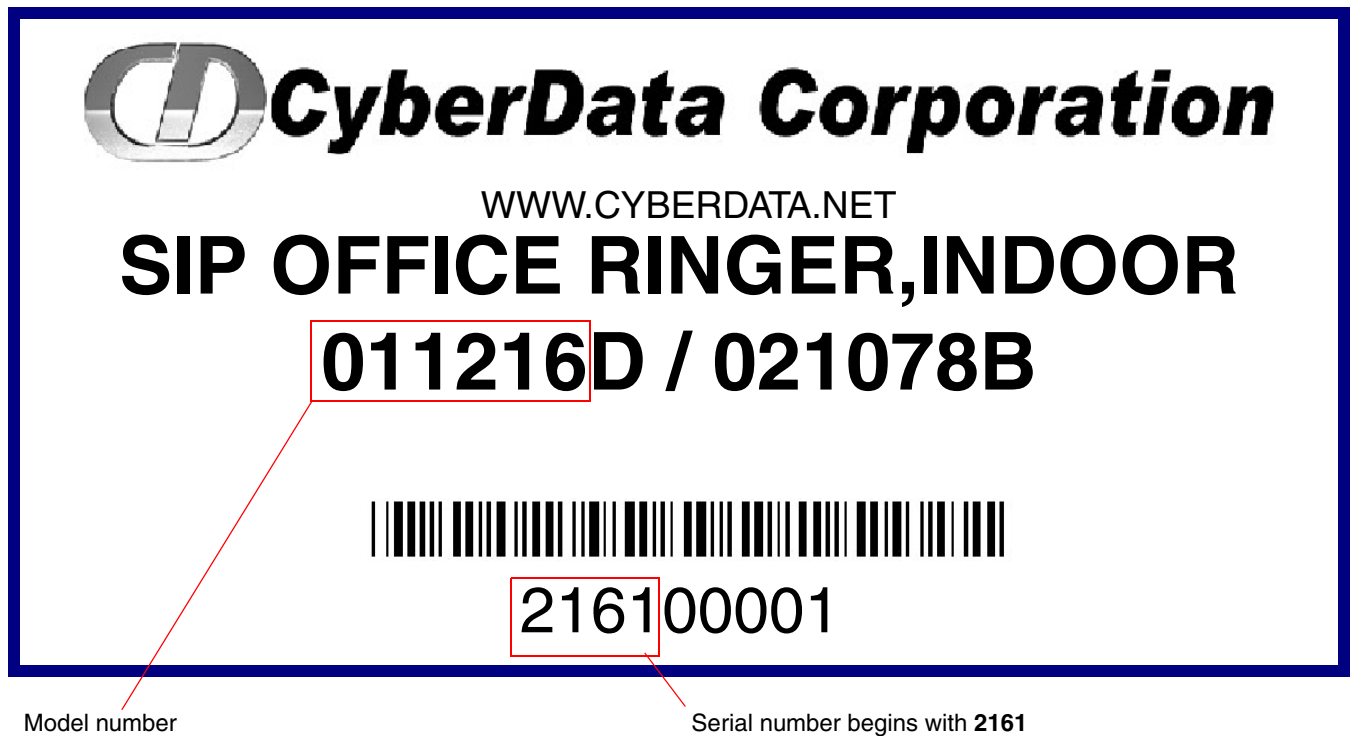 CyberData Corporation
WWW.CYBERDATA.NET
SIP OFFICE RINGER,INDOOR
011216D / 021078B
216100001
Model number
Serial number begins with 2161